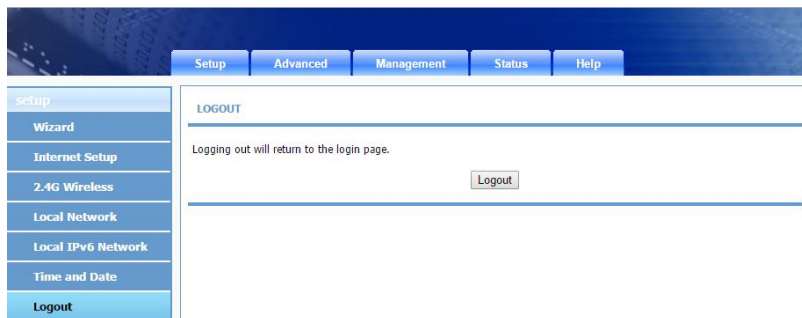 Setup Advanced Management Status Help
setup
Wizard
Internet Setup
2.4G Wireless
Local Network
Local IPv6 Network
Time and Date
Logout
LOGOUT
Logging out will return to the login page.
Logout